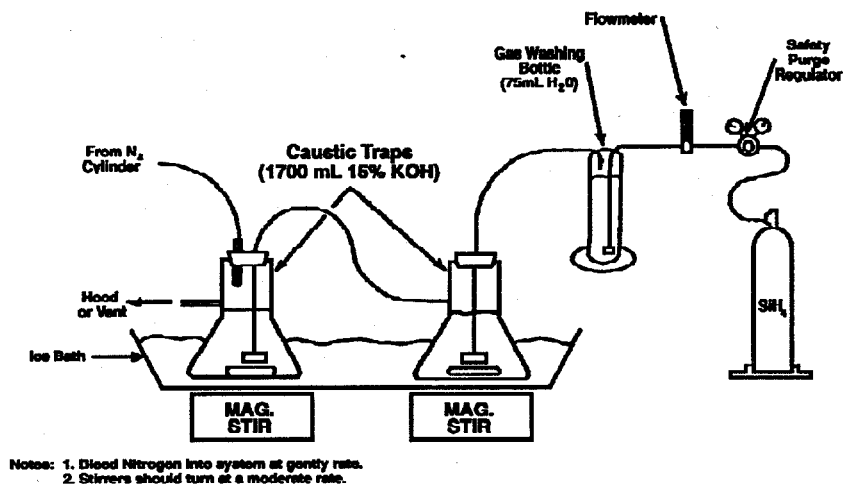 Flowmeter
Safety
Purge
Regulator
Gas Washing
Bottle
(75mL H₂O)
From N₂
Cylinder
Caustic Traps
(1700 mL 15% KOH)
Hood
or Vent
SiH₄
Ice Bath
MAG.
STIR
MAG.
STIR
Notes: 1. Bleed Nitrogen into system at gently rate.
2. Stirrers should turn at a moderate rate.